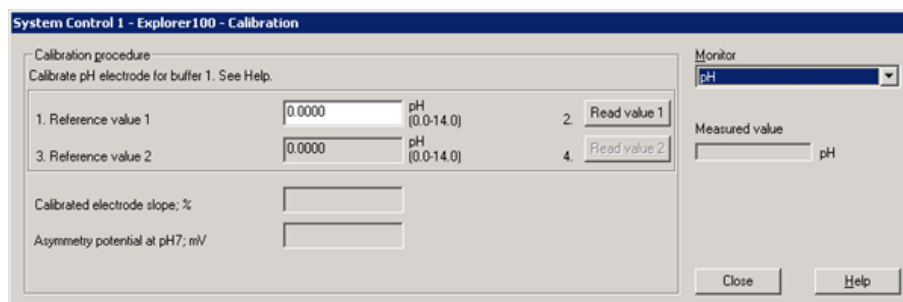 System Control 1 - Explorer100 - Calibration
Calibration procedure
Calibrate pH electrode for buffer 1. See Help.
1. Reference value 1
0.0000
pH
(0.0-14.0)
2.
Read value 1
3. Reference value 2
0.0000
pH
(0.0-14.0)
4.
Read value 2
Calibrated electrode slope; %
Asymmetry potential at pH7; mV
Monitor
pH
Measured value
pH
Close
Help